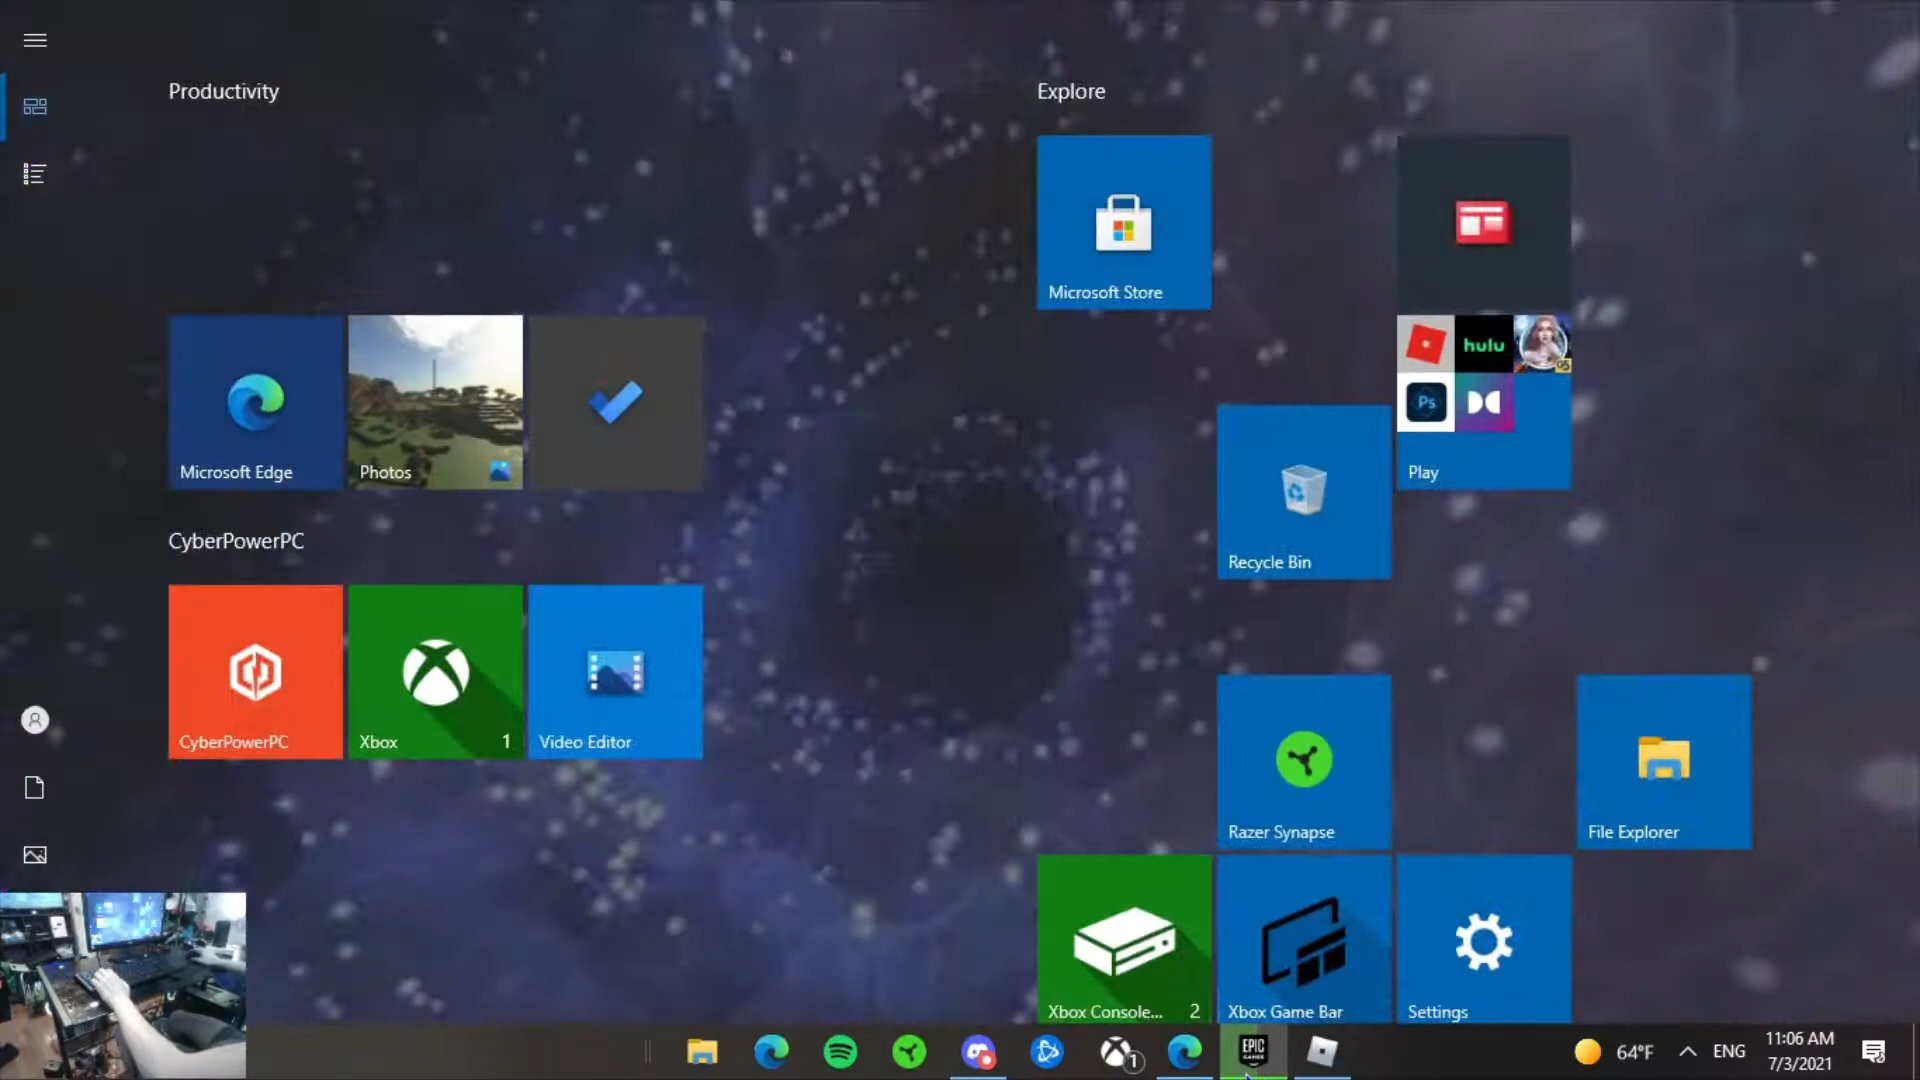 Productivity
Explore
Microsoft Store
hulu
Ps
Microsoft Edge
Photos
Play
Recycle Bin
CyberPowerPC
CyberPowerPC
Xbox 1
Video Editor
Razer Synapse
File Explorer
Xbox Console... 2
Xbox Game Bar
Settings
1
EPIC
GAMES
64°F
ENG
11:06 AM
7/3/2021